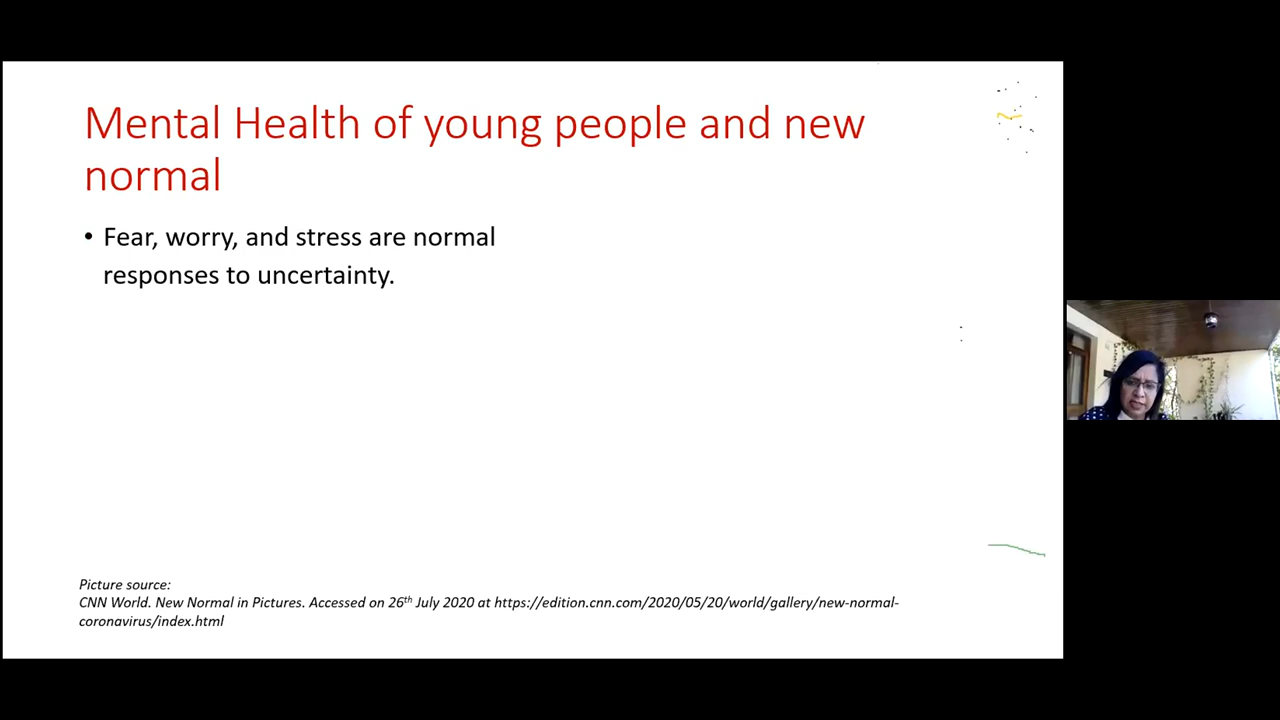 Mental Health of young people and new
normal
• Fear, worry, and stress are normal
responses to uncertainty.
Picture source:
CNN World. New Normal in Pictures. Accessed on 26th July 2020 at https://edition.cnn.com/2020/05/20/world/gallery/new-normal-
coronavirus/index.html